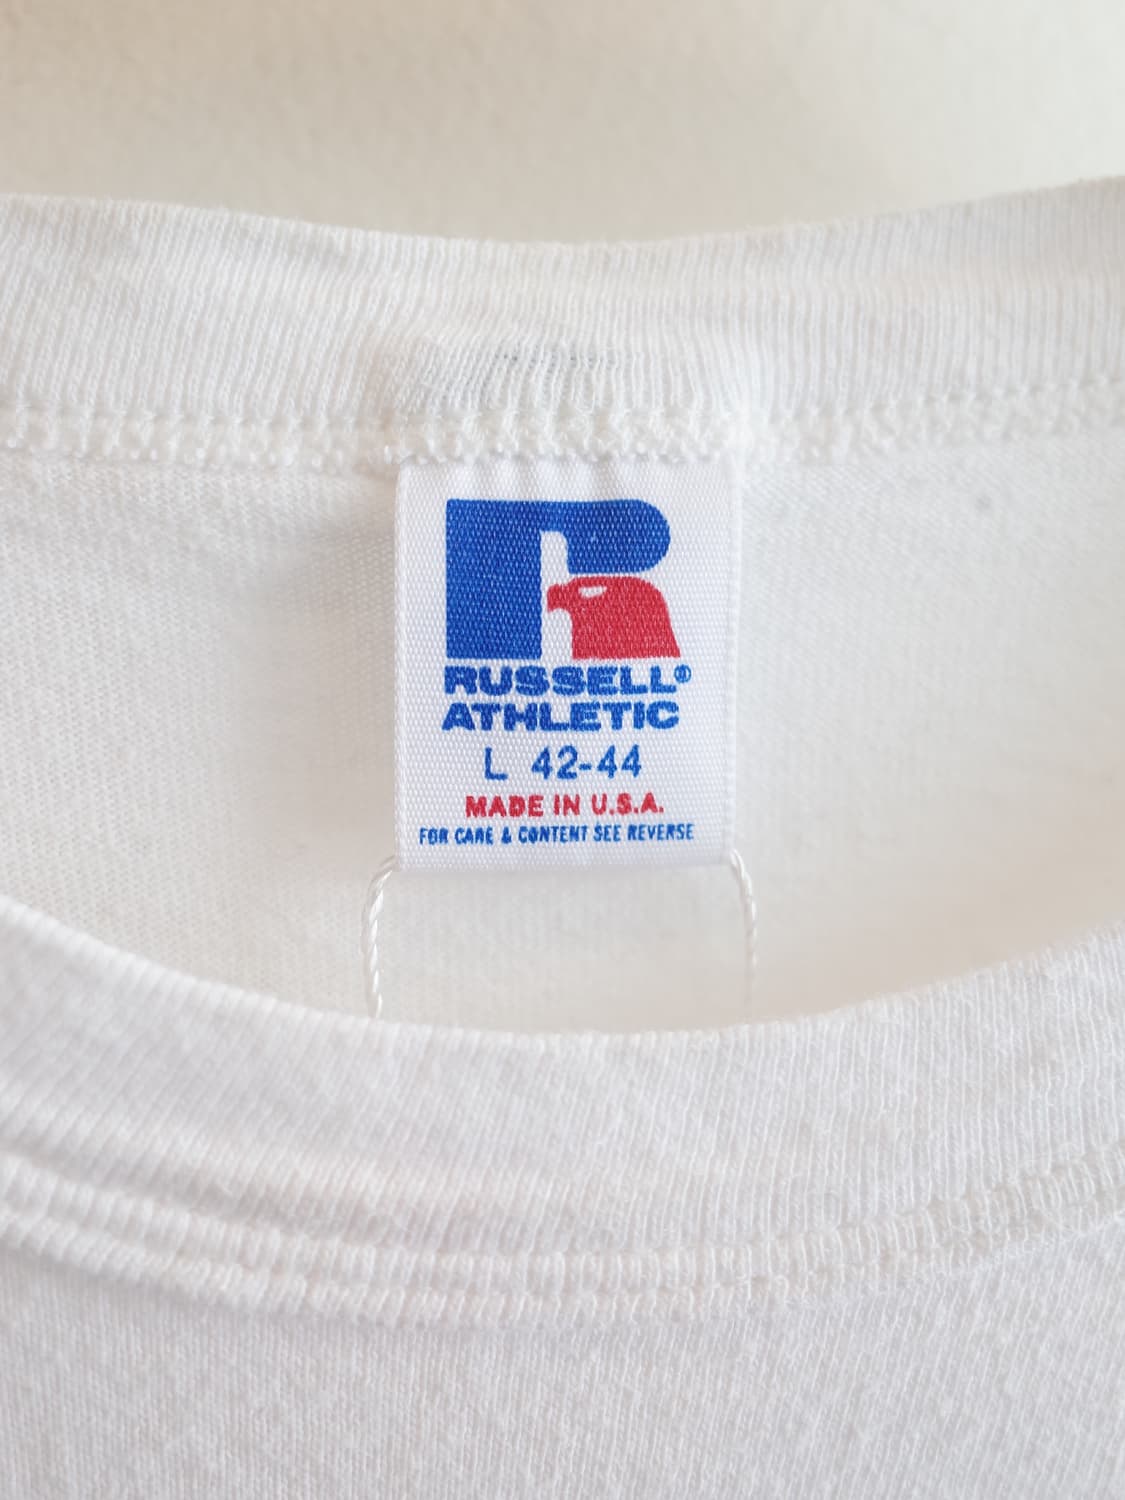 RUSSELL®
ATHLETIC
L 42-44
MADE IN U.S.A.
FOR CARE & CONTENT SEE REVERSE